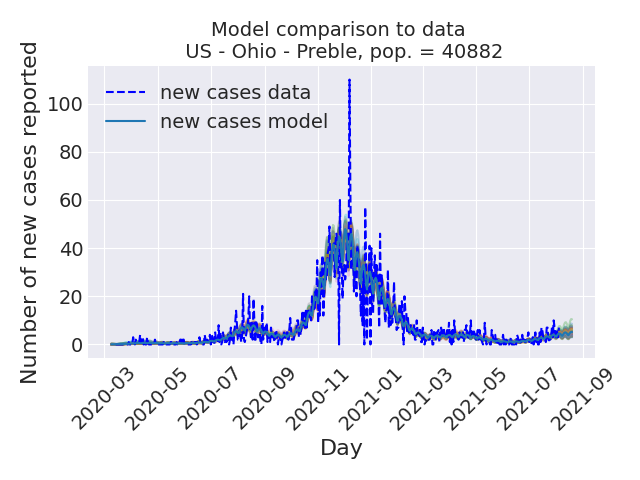 Model comparison to data
US - Ohio - Preble, pop. = 40882
Number of new cases reported
new cases data
new cases model
100
80
60
40
20
0
2020-03
2020-05
2020-07
2020-09
2020-11
2021-01
2021-03
2021-05
2021-07
2021-09
Day